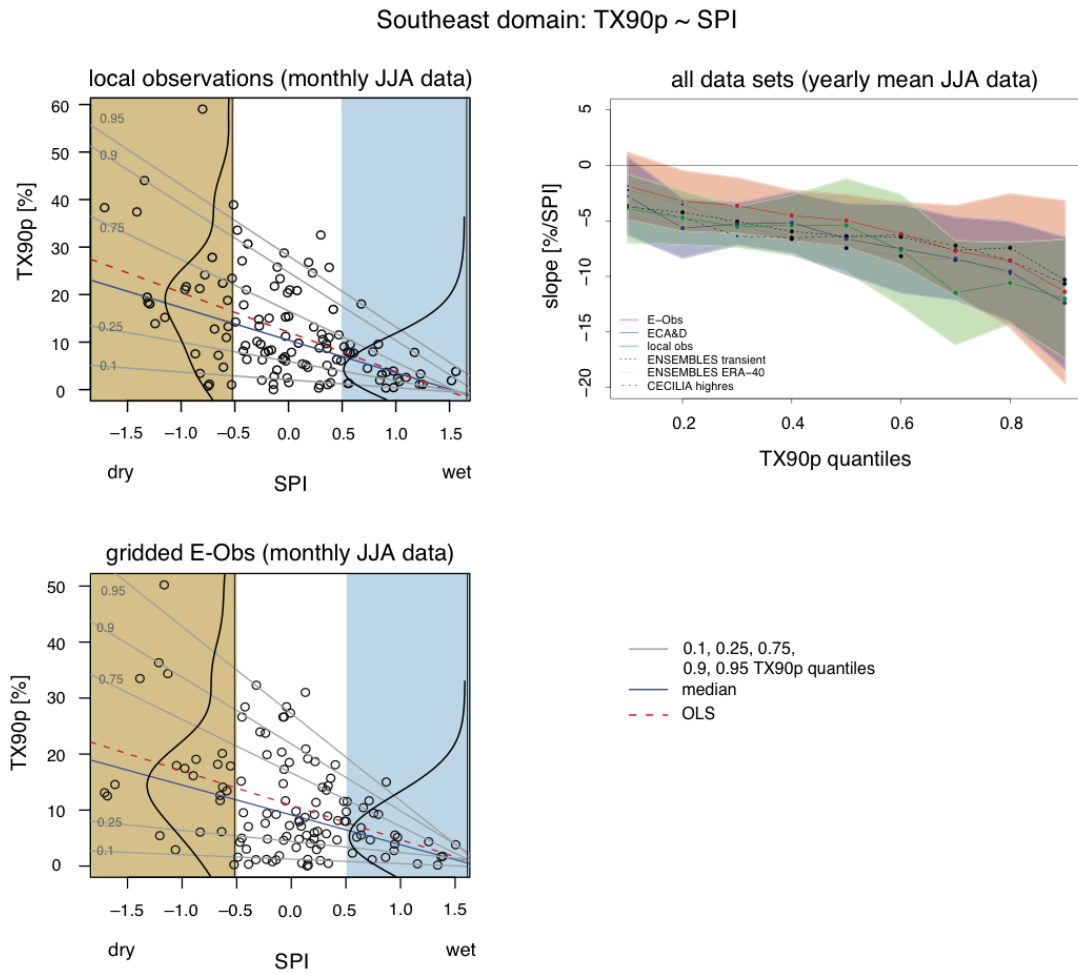 Southeast domain: TX90p ~ SPI
local observations (monthly JJA data)
TX90p [%]
60
50
40
30
20
10
0
0.95
0.9
0.75
0.25
0.1
−1.5 −1.0 −0.5 0.0 0.5 1.0 1.5
dry wet
SPI
all data sets (yearly mean JJA data)
slope [%/SPI]
5
0
−5
−10
−15
−20
E−Obs
ECA&D
local obs
ENSEMBLES transient
ENSEMBLES ERA−40
CECILIA highres
0.2 0.4 0.6 0.8
TX90p quantiles
gridded E-Obs (monthly JJA data)
TX90p [%]
50
40
30
20
10
0
0.95
0.9
0.75
0.25
0.1
−1.5 −1.0 −0.5 0.0 0.5 1.0 1.5
dry wet
SPI
0.1, 0.25, 0.75,
0.9, 0.95 TX90p quantiles
median
OLS